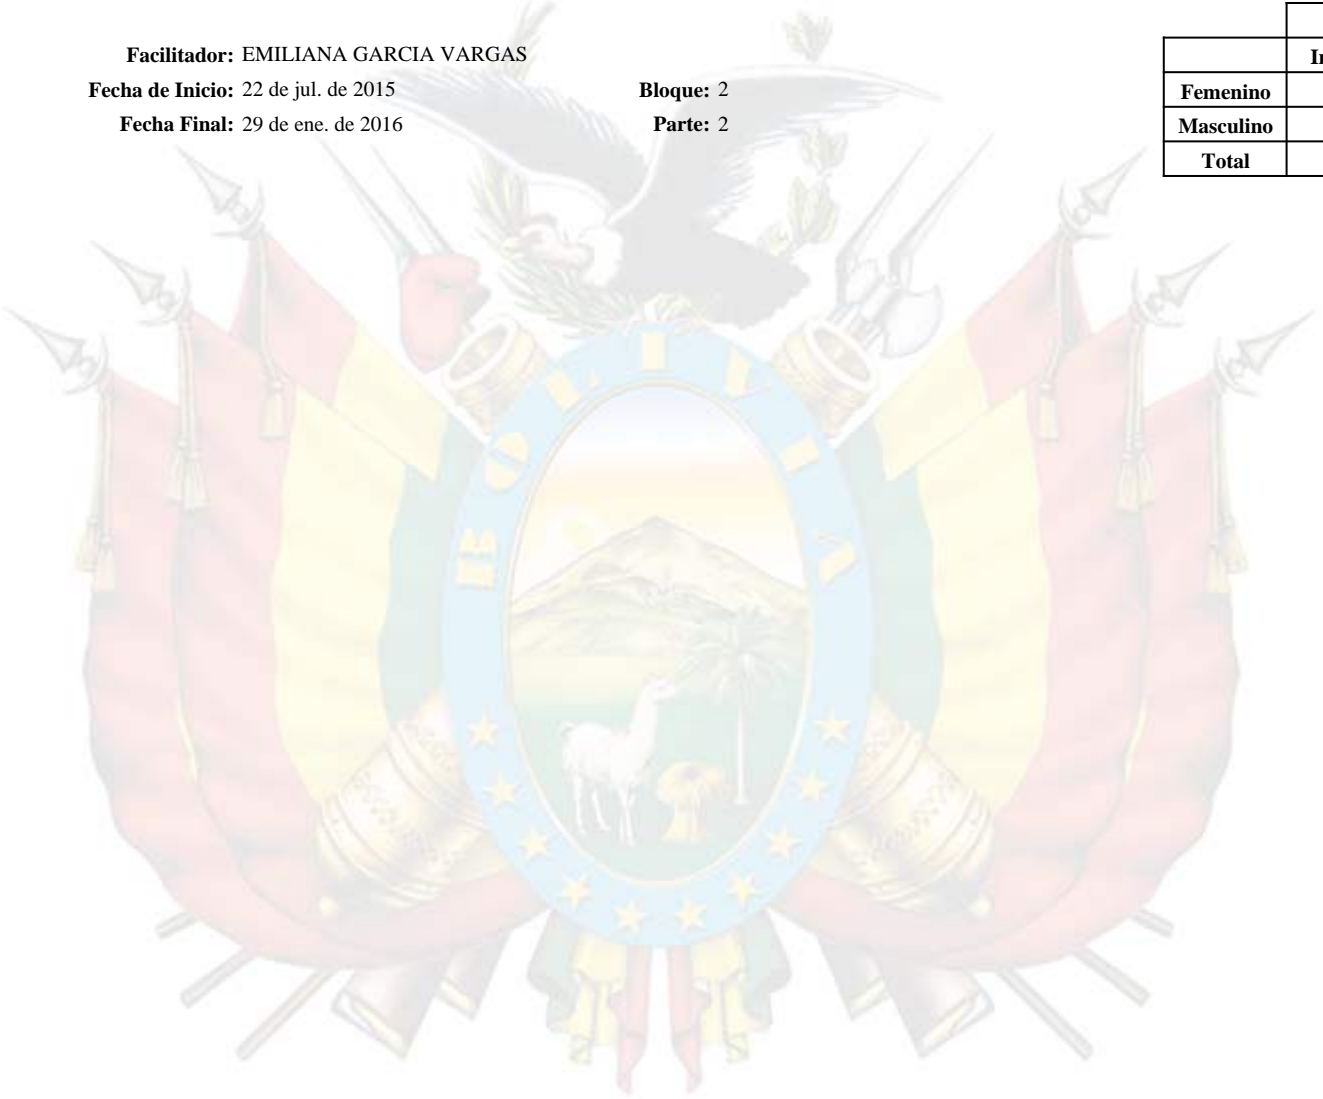 Facilitador: EMILIANA GARCIA VARGAS
Fecha de Inicio: 22 de jul. de 2015 Bloque: 2
Fecha Final: 29 de ene. de 2016 Parte: 2
Femenino
Masculino
Total
BOLIVIA